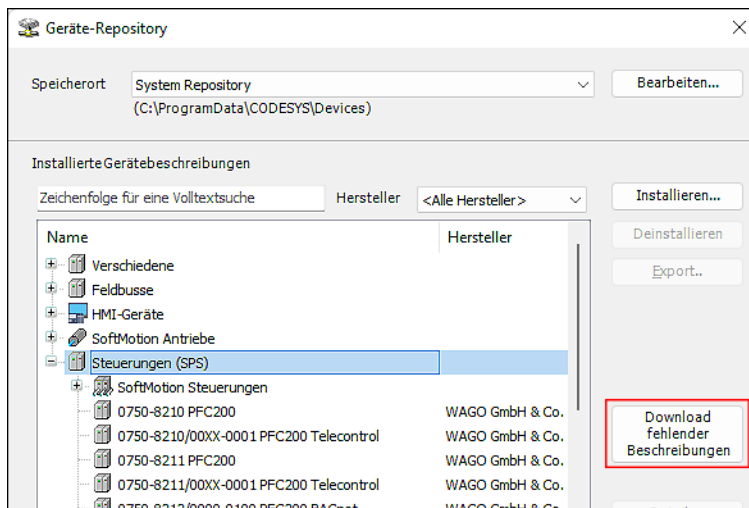 Geräte-Repository
Speicherort System Repository Bearbeiten...
(C:\ProgramData\CODESYS\Devices)
Installierte Gerätebeschreibungen
Zeichenfolge für eine Volltextsuche Hersteller <Alle Hersteller> Installieren...
Name Hersteller Deinstallieren
Verschiedene
Feldbusse Export..
HMI-Geräte
SoftMotion Antriebe
Steuerungen (SPS)
SoftMotion Steuerungen
0750-8210 PFC200 WAGO GmbH & Co.
0750-8210/00XX-0001 PFC200 Telecontrol WAGO GmbH & Co.
0750-8211 PFC200 WAGO GmbH & Co.
0750-8211/00XX-0001 PFC200 Telecontrol WAGO GmbH & Co.
Download
fehlender
Beschreibungen